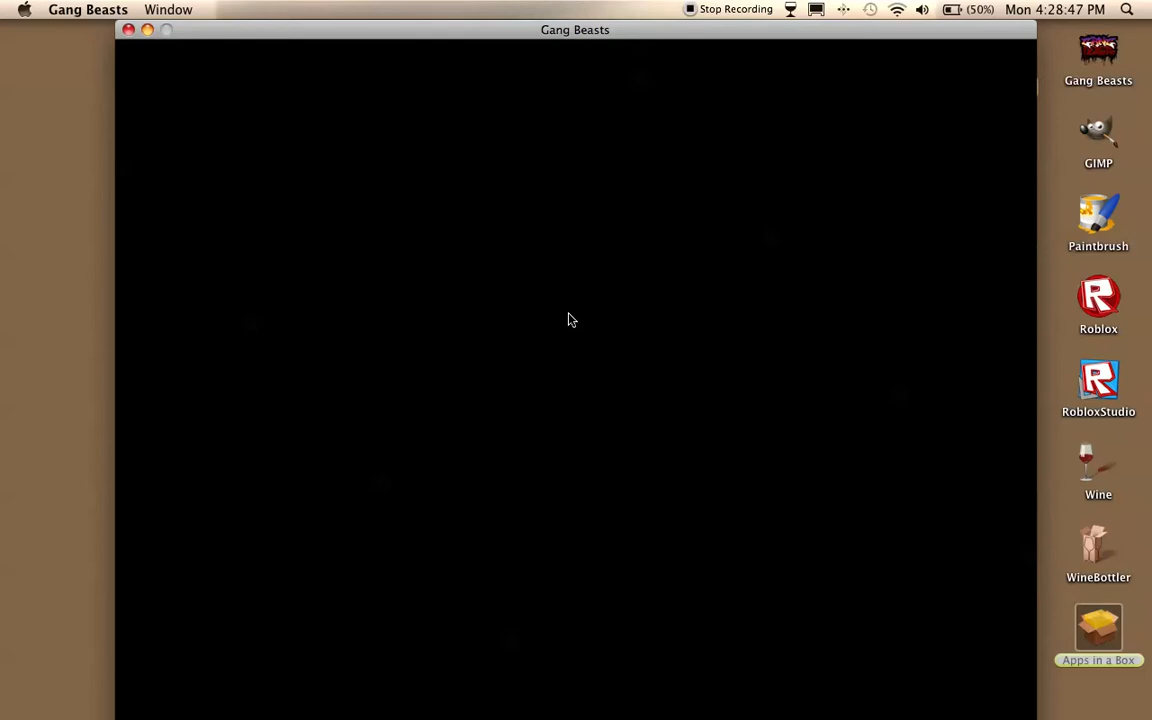 Gang Beasts Window Stop Recording (50%) Mon 4:28:47 PM
Gang Beasts
Gang Beasts
GIMP
Paintbrush
Roblox
RobloxStudio
Wine
WineBottler
Apps in a Box